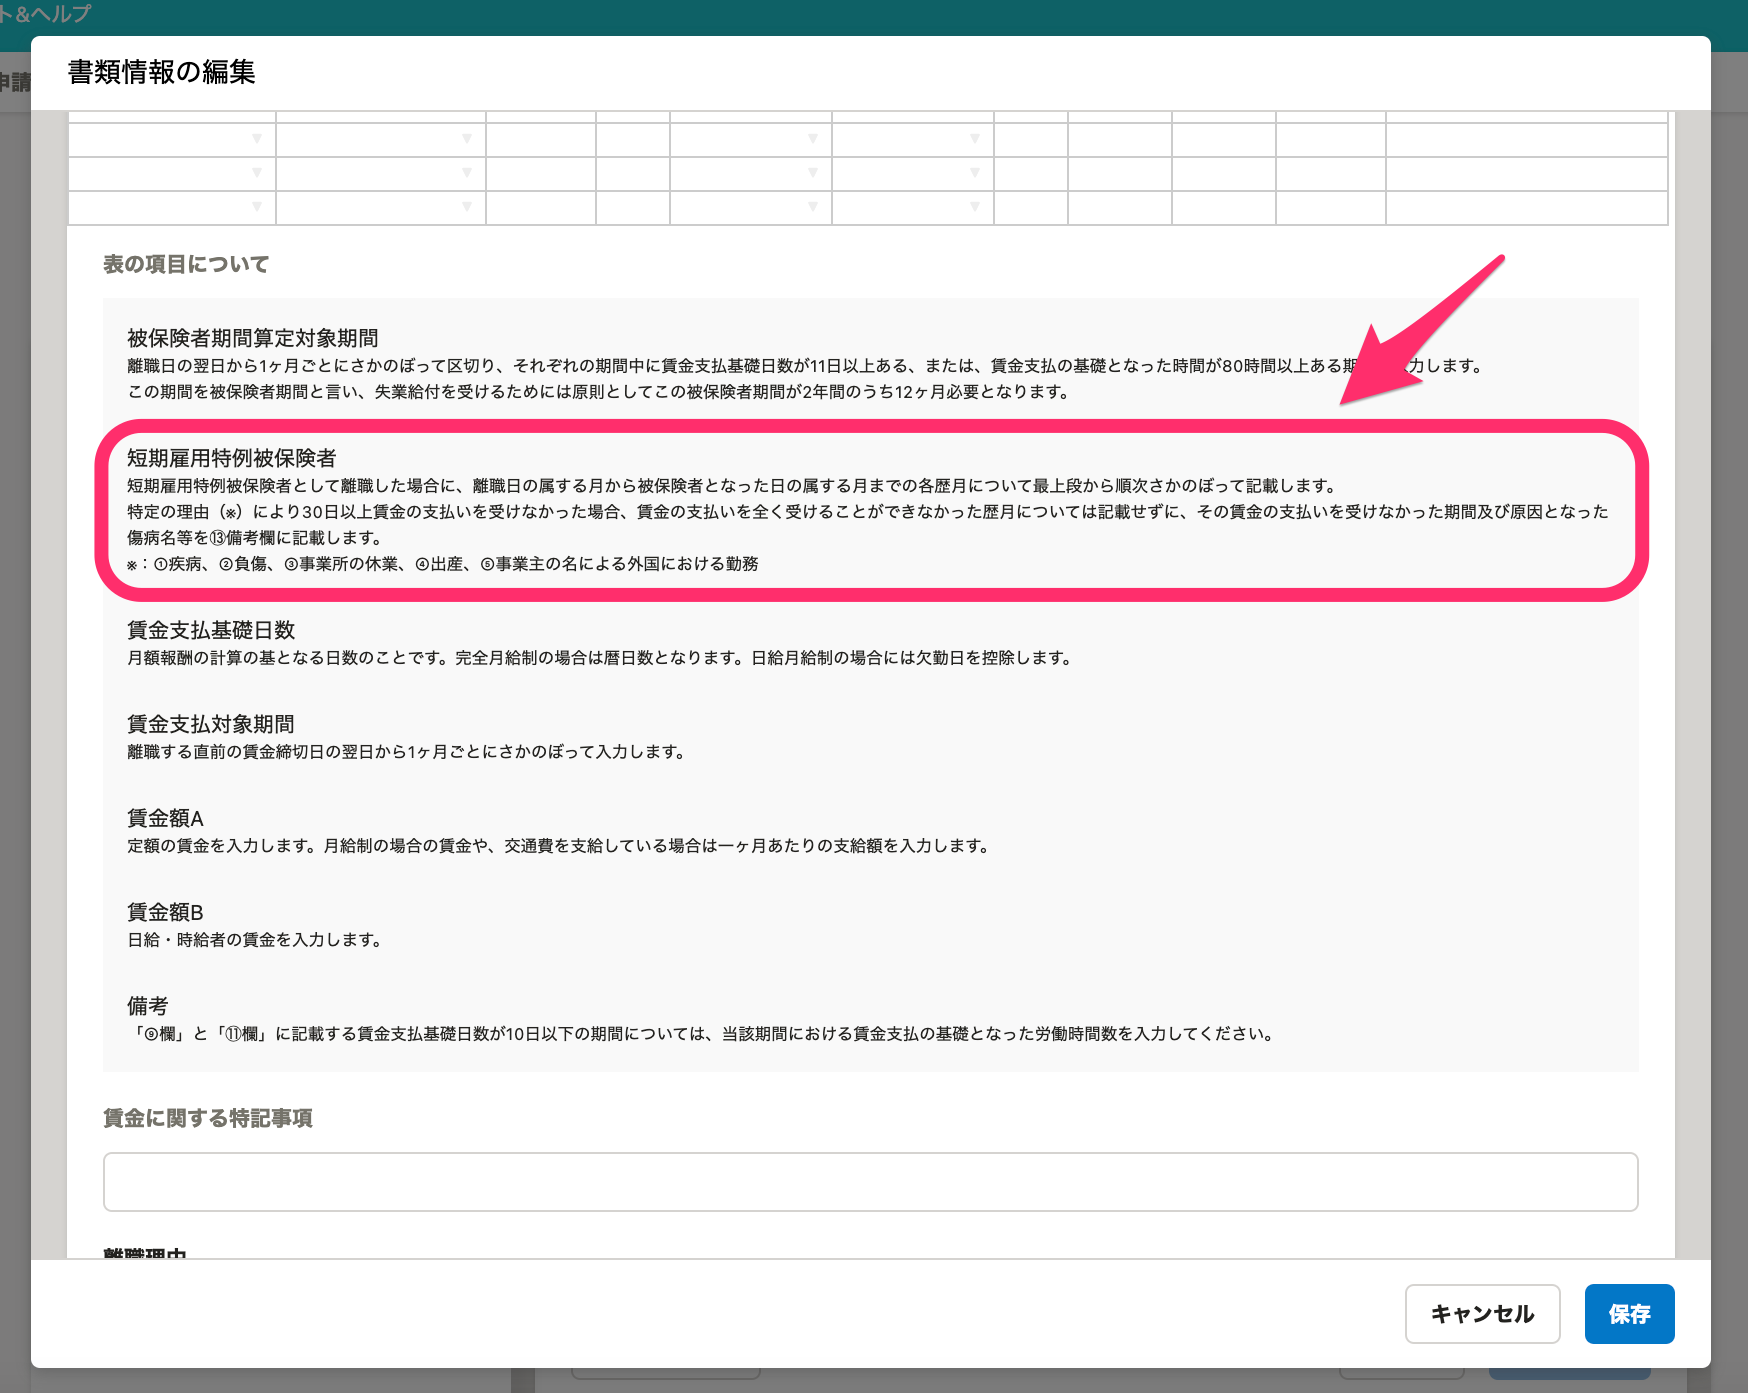 ト&ヘルプ
申請
書類情報の編集
表の項目について
被保険者期間算定対象期間
離職日の翌日から1ヶ月ごとにさかのぼって区切り、それぞれの期間中に賃金支払基礎日数が11日以上ある、または、賃金支払の基礎となった時間が80時間以上ある期 力します。
この期間を被保険者期間と言い、失業給付を受けるためには原則としてこの被保険者期間が2年間のうち12ヶ月必要となります。
短期雇用特例被保険者
短期雇用特例被保険者として離職した場合に、離職日の属する月から被保険者となった日の属する月までの各歴月について最上段から順次さかのぼって記載します。
特定の理由（※）により30日以上賃金の支払いを受けなかった場合、賃金の支払いを全く受けることができなかった歴月については記載せずに、その賃金の支払いを受けなかった期間及び原因となった
傷病名等を⑬備考欄に記載します。
※：①疾病、②負傷、③事業所の休業、④出産、⑤事業主の名による外国における勤務
賃金支払基礎日数
月額報酬の計算の基となる日数のことです。完全月給制の場合は暦日数となります。日給月給制の場合には欠勤日を控除します。
賃金支払対象期間
離職する直前の賃金締切日の翌日から1ヶ月ごとにさかのぼって入力します。
賃金額A
定額の賃金を入力します。月給制の場合の賃金や、交通費を支給している場合は一ヶ月あたりの支給額を入力します。
賃金額B
日給・時給者の賃金を入力します。
備考
「⑨欄」と「⑪欄」に記載する賃金支払基礎日数が10日以下の期間については、当該期間における賃金支払の基礎となった労働時間数を入力してください。
賃金に関する特記事項
離職理由
キャンセル
保存